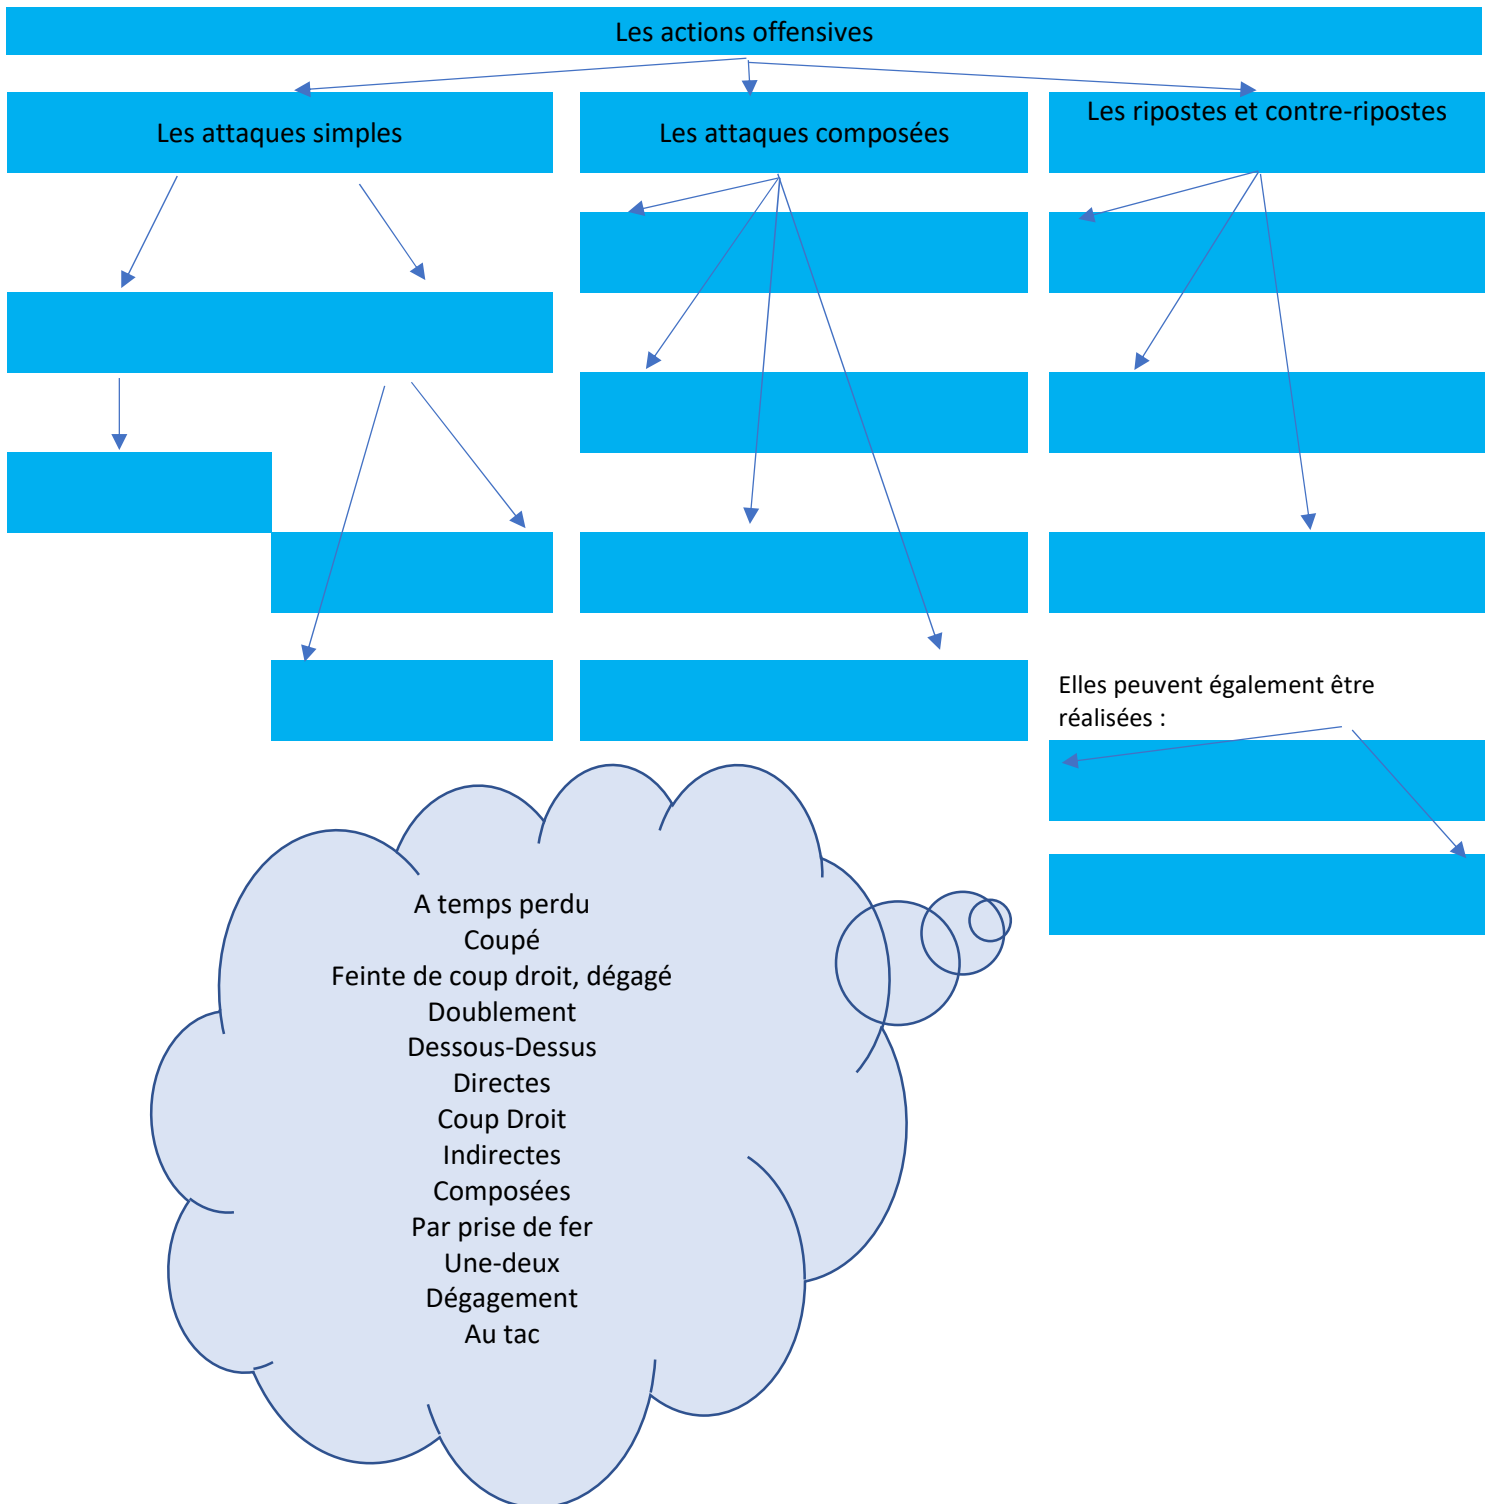 Les actions offensives
Les attaques simples
Les attaques composées
Les ripostes et contre-ripostes
Elles peuvent également être
réalisées :
A temps perdu
Coupé
Feinte de coup droit, dégagé
Doublement
Dessous-Dessus
Directes
Coup Droit
Indirectes
Composées
Par prise de fer
Une-deux
Dégagement
Au tac